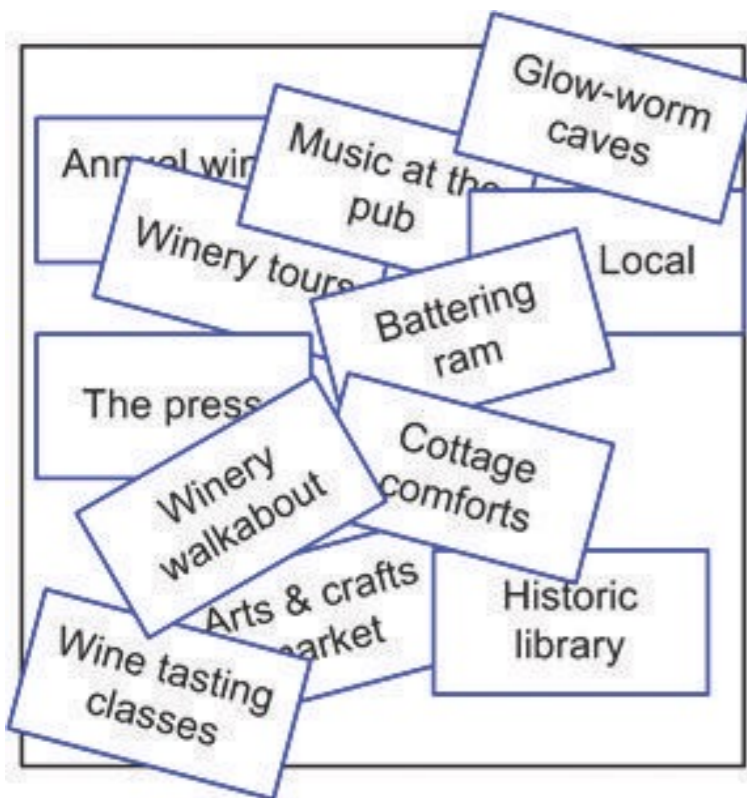 Glow-worm
caves
Music at the
pub
Winery tours
Local
Battering
ram
The press
Cottage
comforts
Winery
walkabout
Arts & crafts
Historic
library
Wine tasting
classes